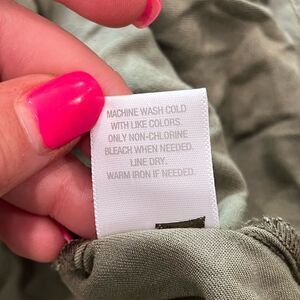 MACHINE WASH COLD
WITH LIKE COLORS.
ONLY NON-CHLORINE
BLEACH WHEN NEEDED.
LINE DRY.
WARM IRON IF NEEDED.